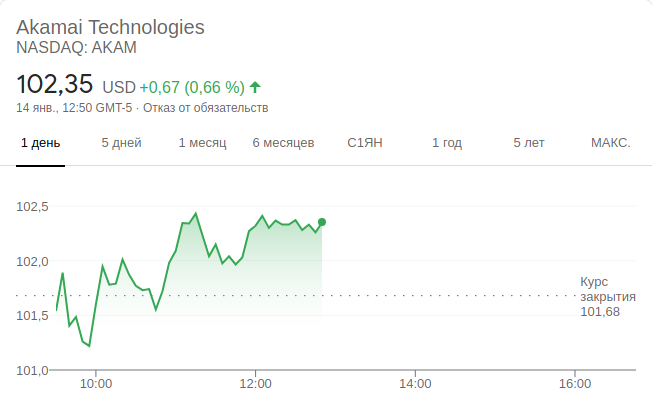 Akamai Technologies
NASDAQ: AKAM
102,35 USD +0,67 (0,66 %)
14 янв., 12:50 GMT-5 · Отказ от обязательств
1 день 5 дней 1 месяц 6 месяцев С1ЯН 1 год 5 лет МАКС.
102,5
102,0
Курс
закрытия
101,5
101,68
101,0
10:00 12:00 14:00 16:00